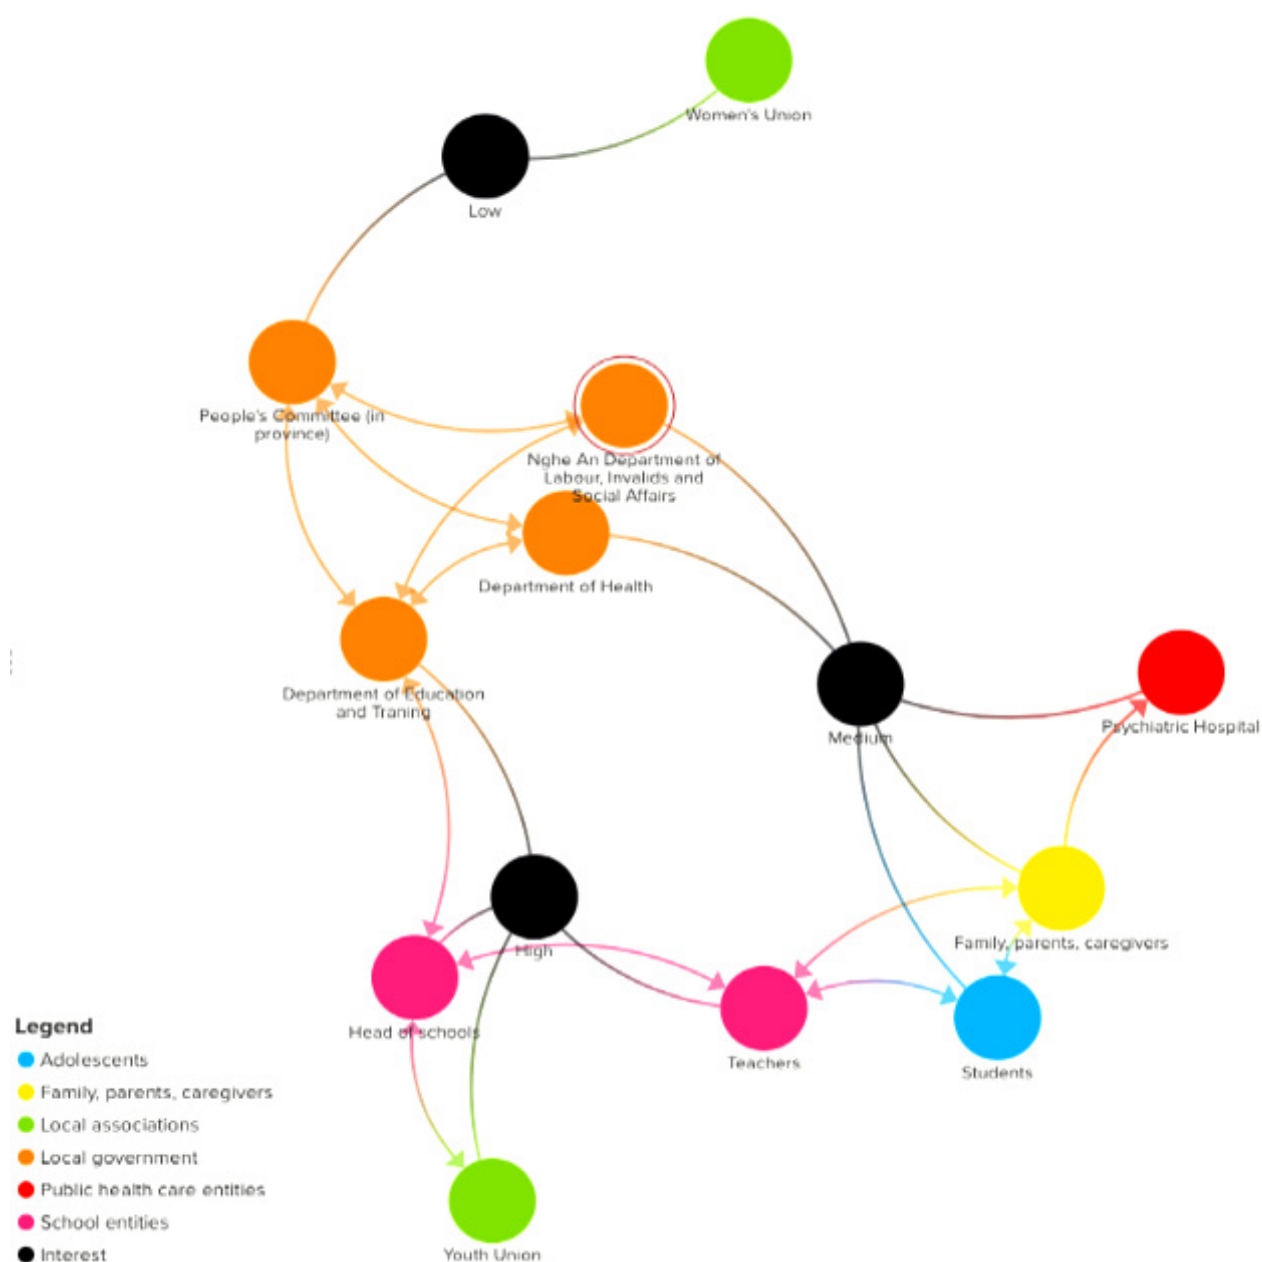 Women's Union
Low
People's Committee (in
province)
Nghe An Department of
Labour, Invalids and
Social Affairs
Department of Health
Department of Education
and Traning
Medium
Psychiatric Hospital
High
Family, parents, caregivers
Head of schools
Teachers
Students
Youth Union
Legend
Adolescents
Family, parents, caregivers
Local associations
Local government
Public health care entities
School entities
Interest